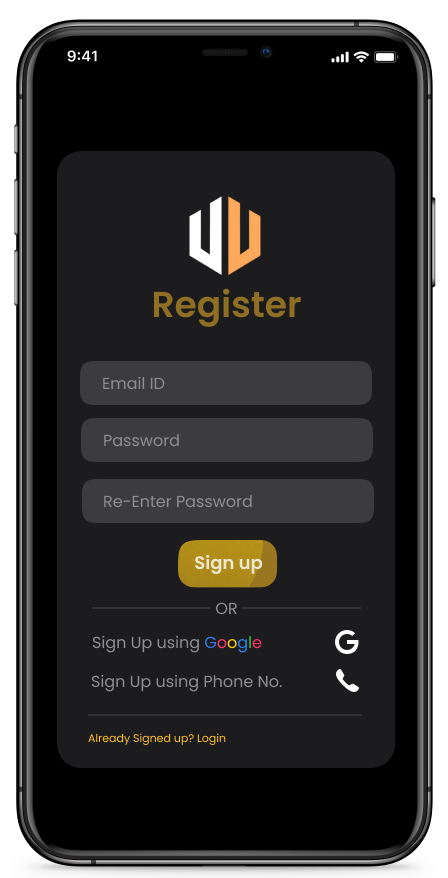 9:41
Register
Email ID
Password
Re-Enter Password
Sign up
OR
Sign Up using Google
Sign Up using Phone No.
Already Signed up? Login